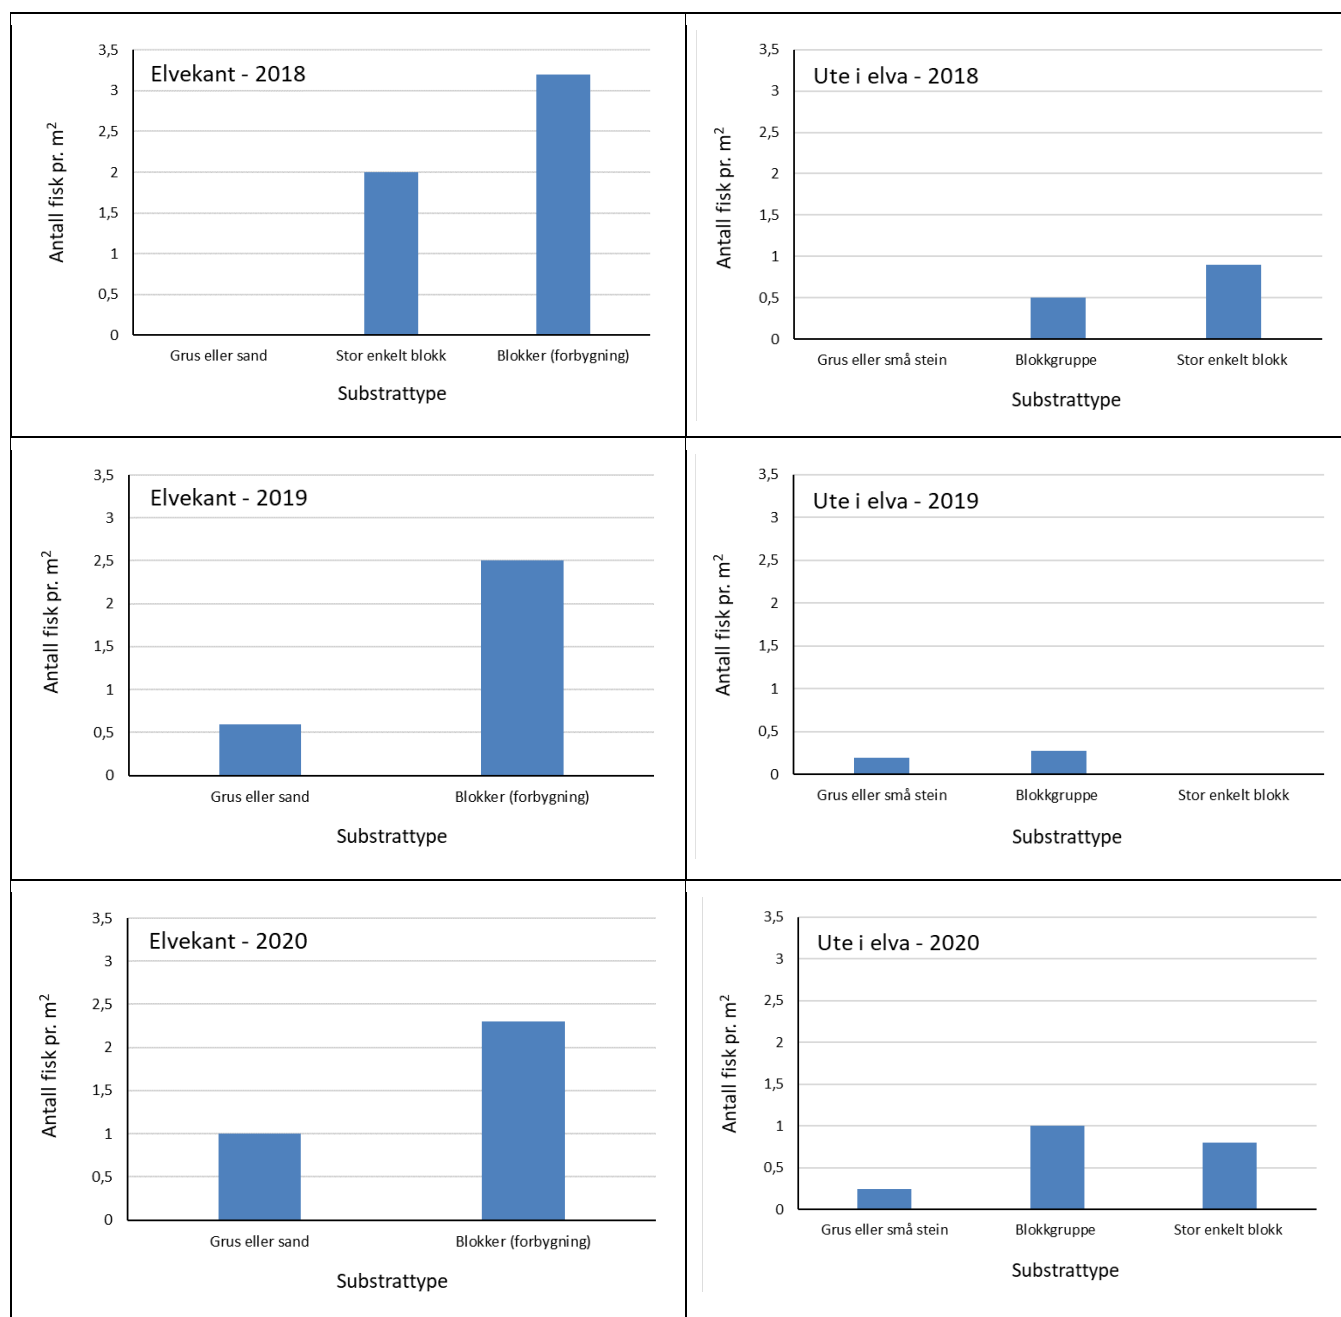 Elvekant - 2018
3,5
3
2,5
2
1,5
1
0,5
0
Antall fisk pr. m²
Grus eller sand
Stor enkelt blokk
Blokker (forbygning)
Substrattype
Ute i elva - 2018
3,5
3
2,5
2
1,5
1
0,5
0
Antall fisk pr. m²
Grus eller små stein
Blokkgruppe
Stor enkelt blokk
Substrattype
Elvekant - 2019
3,5
3
2,5
2
1,5
1
0,5
0
Antall fisk pr. m²
Grus eller sand
Blokker (forbygning)
Substrattype
Ute i elva - 2019
3,5
3
2,5
2
1,5
1
0,5
0
Antall fisk pr. m²
Grus eller små stein
Blokkgruppe
Stor enkelt blokk
Substrattype
Elvekant - 2020
3,5
3
2,5
2
1,5
1
0,5
0
Antall fisk pr. m²
Grus eller sand
Blokker (forbygning)
Substrattype
Ute i elva - 2020
3,5
3
2,5
2
1,5
1
0,5
0
Antall fisk pr. m²
Grus eller små stein
Blokkgruppe
Stor enkelt blokk
Substrattype